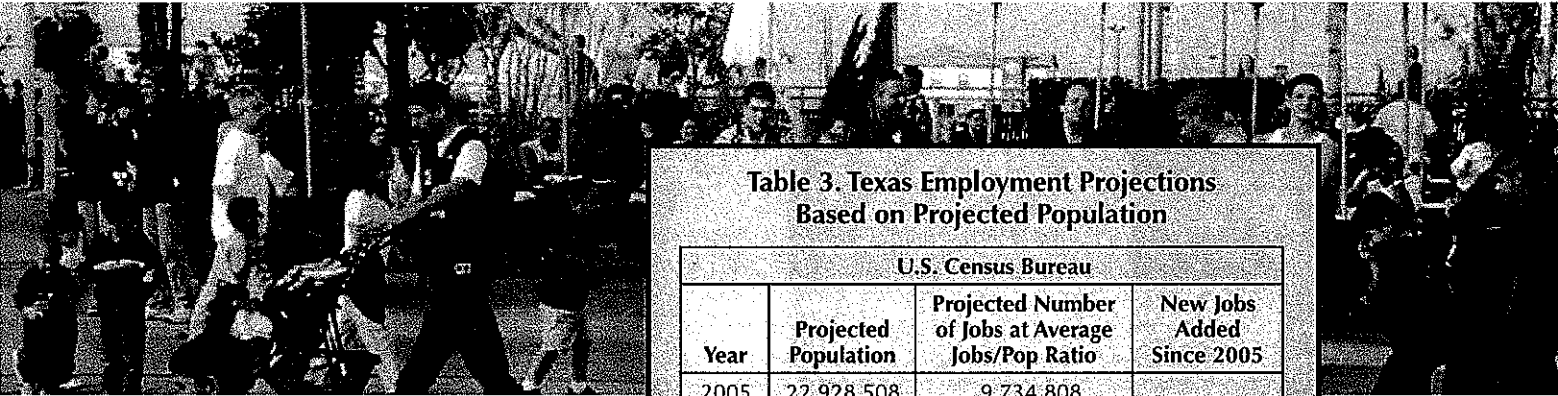 Table 3. Texas Employment Projections
Based on Projected Population
U.S. Census Bureau
Year
Projected
Population
Projected Number
of Jobs at Average
Jobs/Pop Ratio
New Jobs
Added
Since 2005
2005 22,928,508 9,734,808